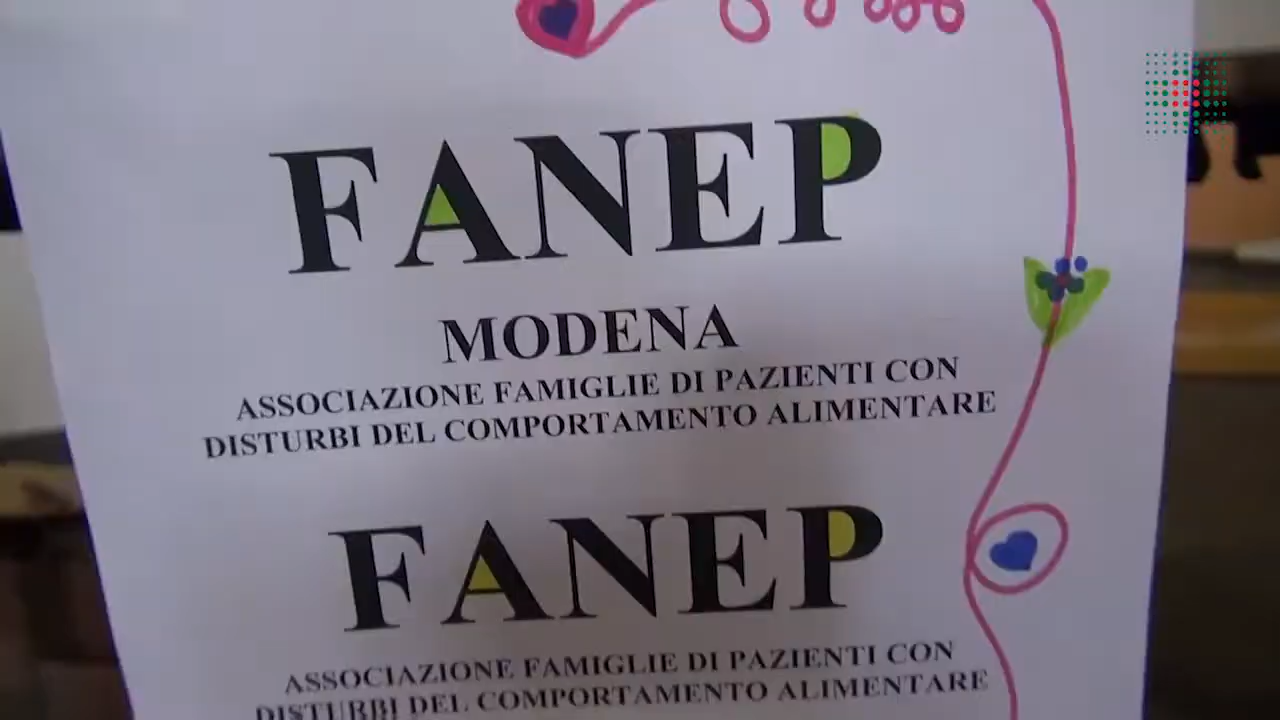 FANEP
MODENA
ASSOCIAZIONE FAMIGLIE DI PAZIENTI CON
DISTURBI DEL COMPORTAMENTO ALIMENTARE
FANEP
ASSOCIAZIONE FAMIGLIE DI PAZIENTI CON
DISTURBI DEL COMPORTAMENTO ALIMENTARE